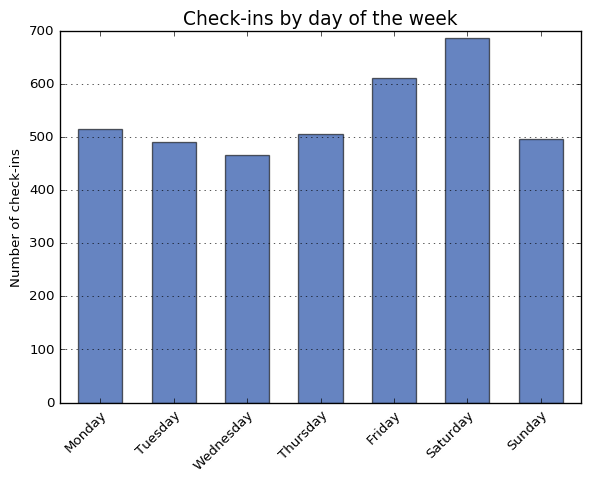 Check-ins by day of the week
Number of check-ins
700
600
500
400
300
200
100
0
Monday
Tuesday
Wednesday
Thursday
Friday
Saturday
Sunday